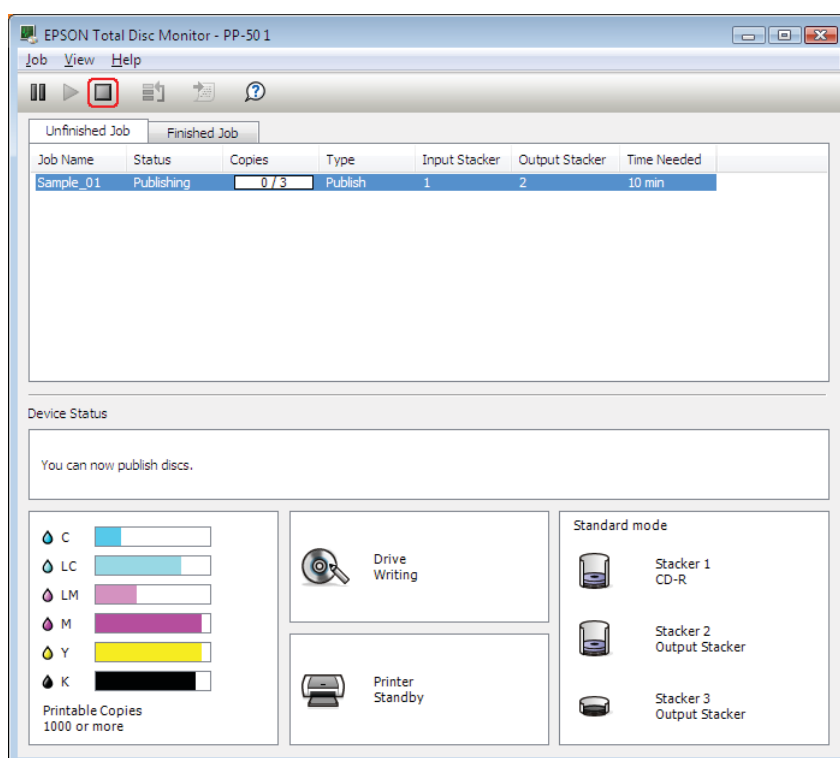 EPSON Total Disc Monitor - PP-50 1
Job View Help
Unfinished Job Finished Job
Job Name Status Copies Type Input Stacker Output Stacker Time Needed
Sample_01 Publishing 0 / 3 Publish 1 2 10 min
Device Status
You can now publish discs.
C
LC
LM
M
Y
K
Printable Copies
1000 or more
Drive
Writing
Printer
Standby
Standard mode
Stacker 1
CD-R
Stacker 2
Output Stacker
Stacker 3
Output Stacker